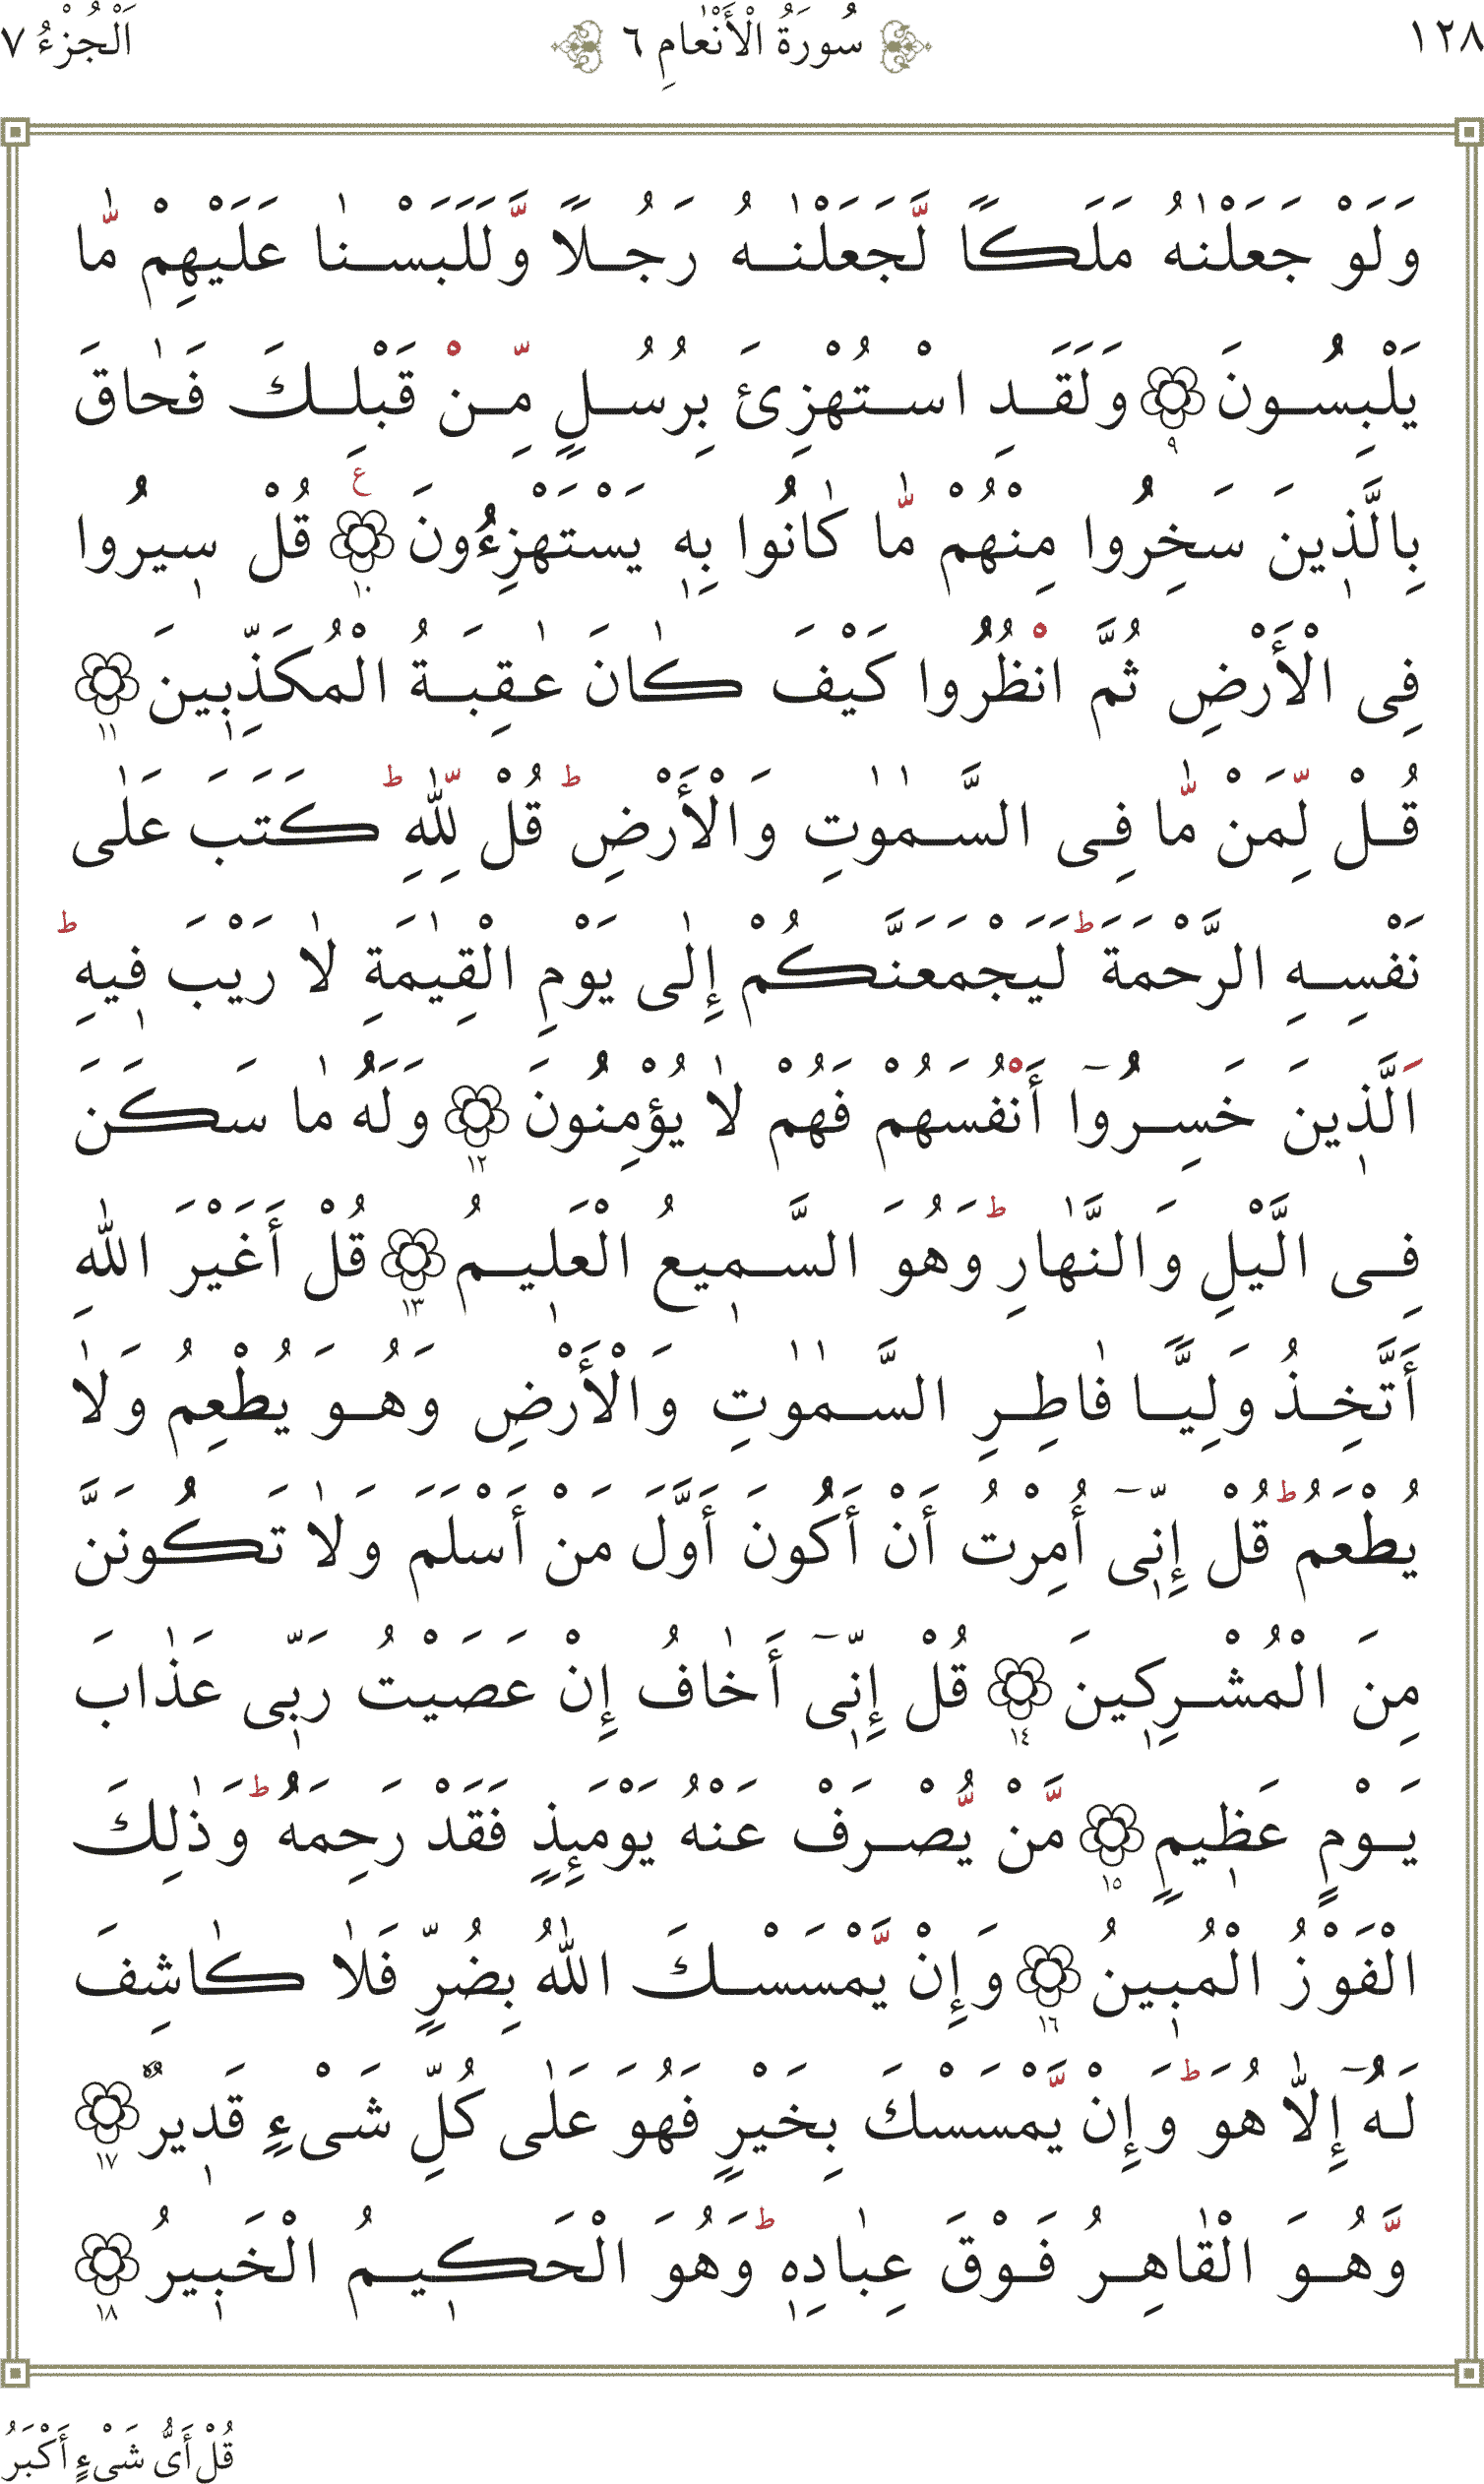 ١٢٨ سُورَةُ الْأَنْعٰامِ ٦ اَلْجُزْءُ ٧
وَلَوْ جَعَلْنٰهُ مَلَكًا لَّجَعَلْنٰهُ رَجُلًا وَّلَلَبَسْنٰا عَلَيْهِمْ مّٰا
يَلْبِسُونَ ۝٩ وَلَقَدِ اسْتُهْزِئَ بِرُسُلٍ مِّنْ قَبْلِكَ فَحٰاقَ
بِالَّذِينَ سَخِرُوا مِنْهُمْ مّٰا كٰانُوا بِهِ يَسْتَهْزِءُونَ ۝١٠ ع قُلْ سِيرُوا
فِى الْأَرْضِ ثُمَّ انْظُرُوا كَيْفَ كٰانَ عٰقِبَةُ الْمُكَذِّبِينَ ۝١١
قُلْ لِّمَنْ مّٰا فِى السَّمٰوٰتِ وَالْأَرْضِ ط قُلْ لِلّٰهِ ط كَتَبَ عَلٰى
نَفْسِهِ الرَّحْمَةَ ط لَيَجْمَعَنَّكُمْ إِلٰى يَوْمِ الْقِيٰمَةِ لٰا رَيْبَ فِيهِ ط
اَلَّذِينَ خَسِرُوٓا أَنْفُسَهُمْ فَهُمْ لٰا يُؤْمِنُونَ ۝١٢ وَلَهُ مٰا سَكَنَ
فِى الَّيْلِ وَالنَّهٰارِ ط وَهُوَ السَّمِيعُ الْعَلِيمُ ۝١٣ قُلْ أَغَيْرَ اللّٰهِ
أَتَّخِذُ وَلِيًّا فٰاطِرِ السَّمٰوٰتِ وَالْأَرْضِ وَهُوَ يُطْعِمُ وَلٰا
يُطْعَمُ ط قُلْ إِنِّىٓ أُمِرْتُ أَنْ أَكُونَ أَوَّلَ مَنْ أَسْلَمَ وَلٰا تَكُونَنَّ
مِنَ الْمُشْرِكِينَ ۝١٤ قُلْ إِنِّىٓ أَخٰافُ إِنْ عَصَيْتُ رَبِّى عَذٰابَ
يَوْمٍ عَظِيمٍ ۝١٥ مَّنْ يُّصْرَفْ عَنْهُ يَوْمَئِذٍ فَقَدْ رَحِمَهُ ط وَذٰلِكَ
الْفَوْزُ الْمُبِينُ ۝١٦ وَإِنْ يَّمْسَسْكَ اللّٰهُ بِضُرٍّ فَلٰا كٰاشِفَ
لَهُٓ إِلّٰا هُوَ ط وَإِنْ يَّمْسَسْكَ بِخَيْرٍ فَهُوَ عَلٰى كُلِّ شَىْءٍ قَدِيرٌ ۝١٧
وَّهُوَ الْقٰاهِرُ فَوْقَ عِبٰادِهِ ط وَهُوَ الْحَكِيمُ الْخَبِيرُ ۝١٨
قُلْ أَىُّ شَىْءٍ أَكْبَرُ